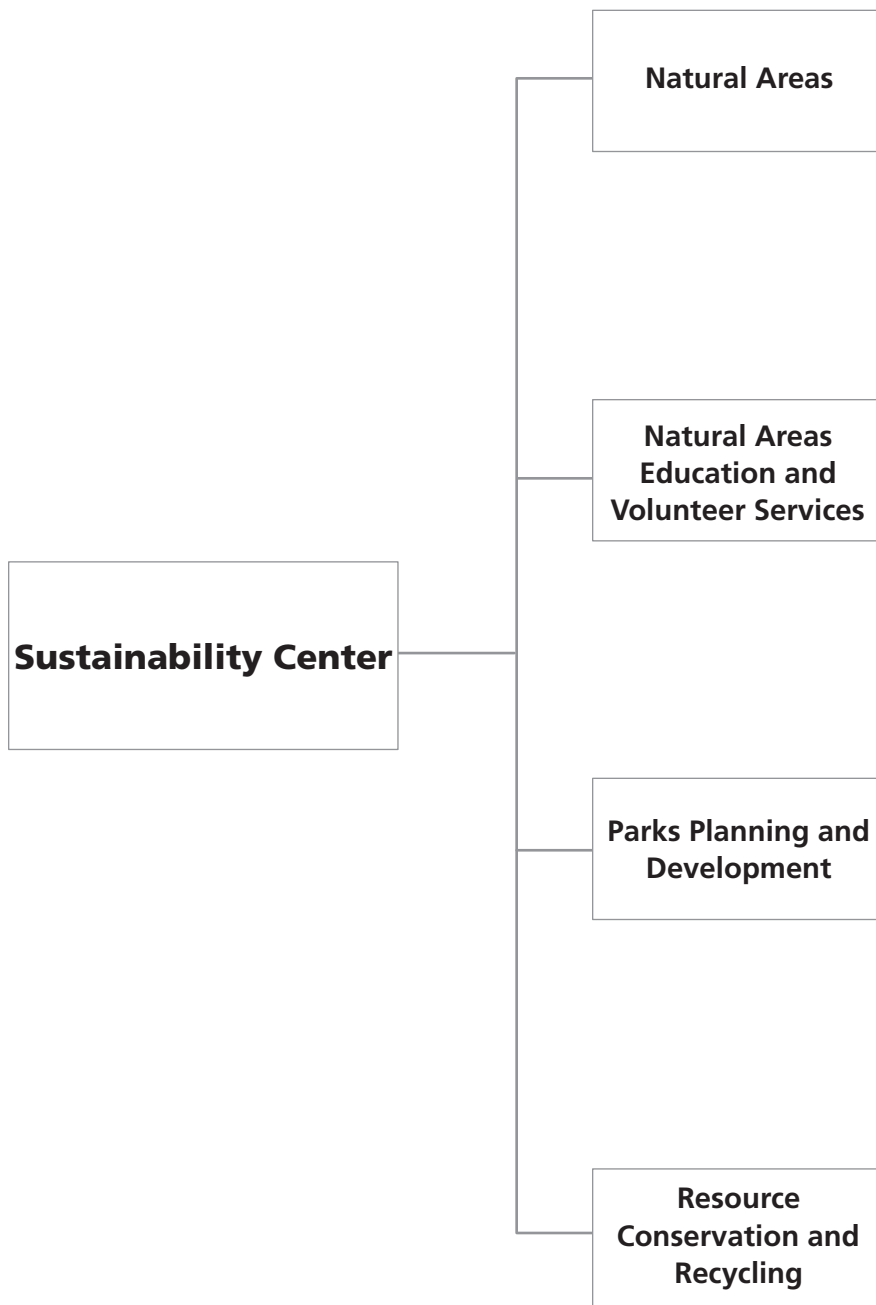 Natural Areas
Natural Areas
Education and
Volunteer Services
Sustainability Center
Parks Planning and
Development
Resource
Conservation and
Recycling